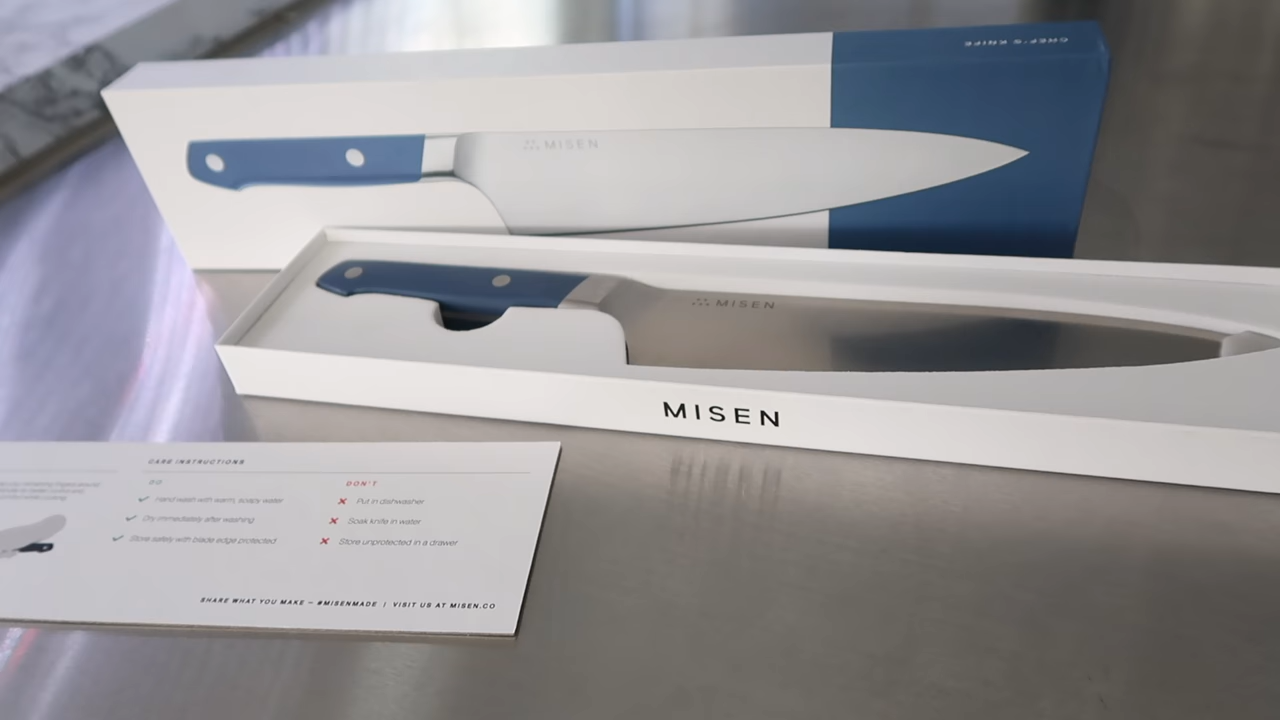 CHEF'S KNIFE
MISEN
MISEN
MISEN
CARE INSTRUCTIONS
DO
DON'T
Hand wash with warm, soapy water
Put in dishwasher
Dry immediately after washing
Soak knife in water
Store safely with blade edge protected
Store unprotected in a drawer
SHARE WHAT YOU MAKE — #MISENMADE | VISIT US AT MISEN.CO